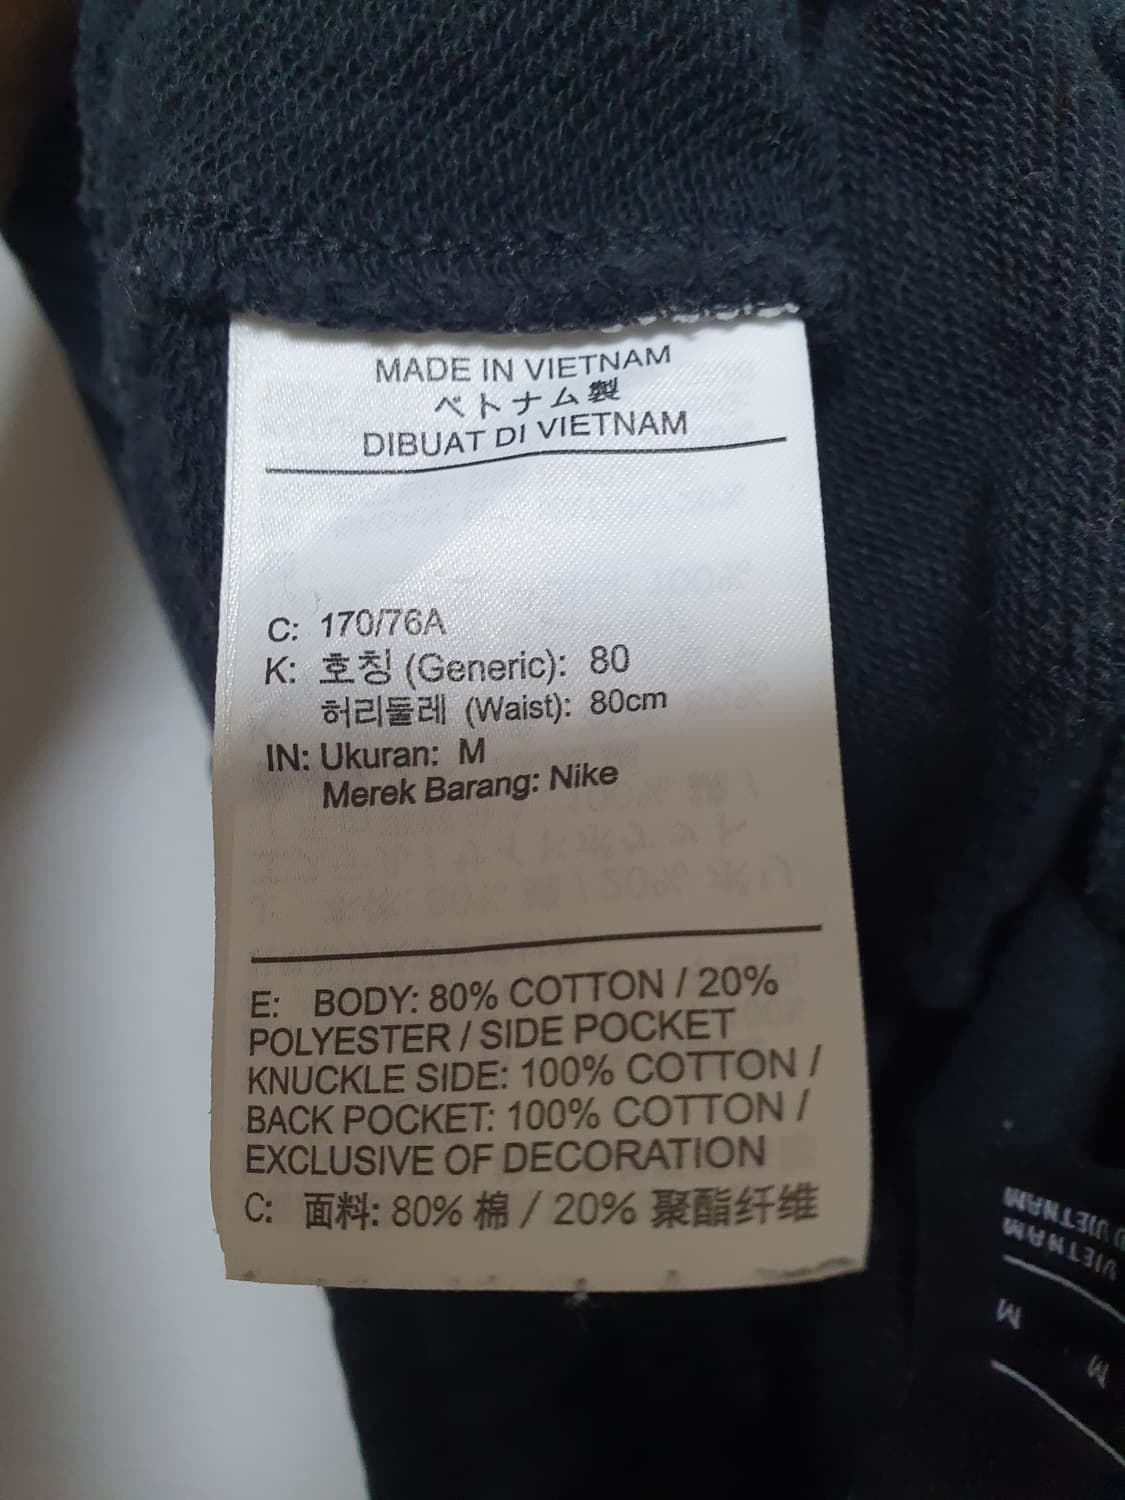 MADE IN VIETNAM
ベトナム製
DIBUAT DI VIETNAM
C: 170/76A
K: 호칭 (Generic): 80
허리둘레 (Waist): 80cm
IN: Ukuran: M
Merek Barang: Nike
E: BODY: 80% COTTON / 20%
POLYESTER / SIDE POCKET
KNUCKLE SIDE: 100% COTTON /
BACK POCKET: 100% COTTON /
EXCLUSIVE OF DECORATION
C: 面料: 80% 棉 / 20% 聚酯纤维
VIETNAM
VIETNAM
M
M